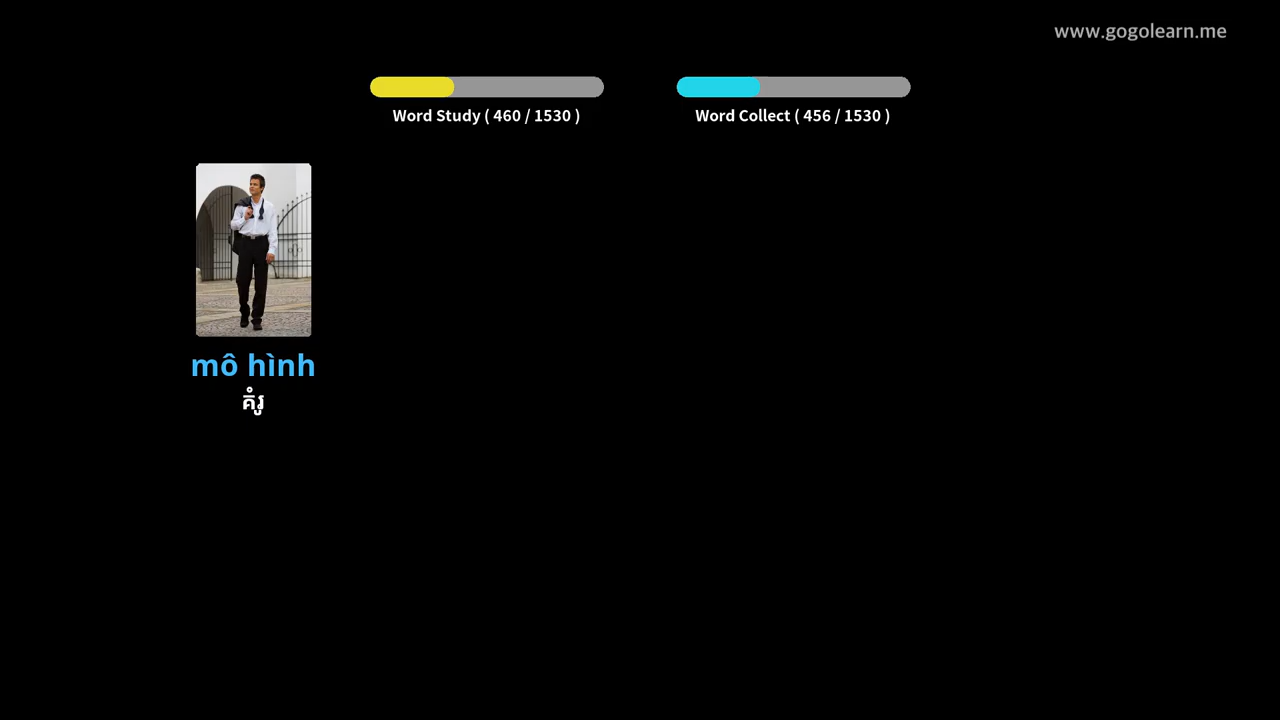 www.gogolearn.me
Word Study ( 460 / 1530 )
Word Collect ( 456 / 1530 )
mô hình
គំរូ